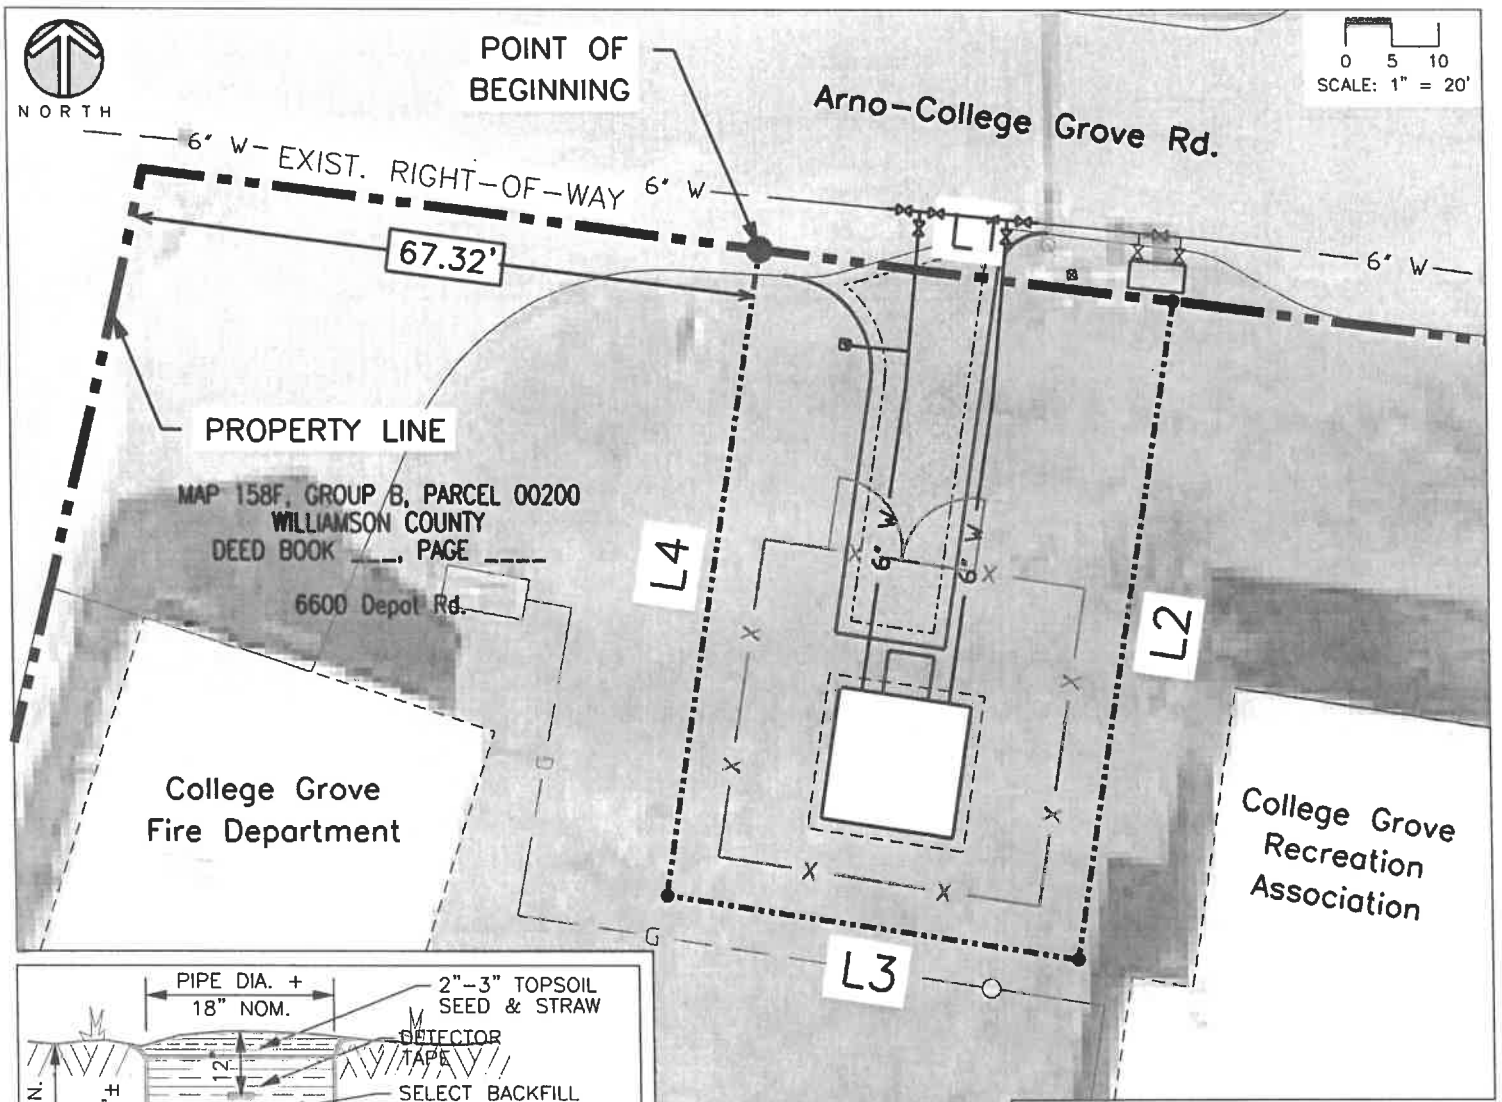 NORTH
POINT OF
BEGINNING
Arno-College Grove Rd.
0 5 10
SCALE: 1" = 20'
6" W
EXIST. RIGHT-OF-WAY
6" W
L1
6" W
67.32'
PROPERTY LINE
MAP 158F, GROUP B, PARCEL 00200
WILLIAMSON COUNTY
DEED BOOK ___, PAGE ____
6600 Depot Rd.
L4
6" W
6" W
L2
X
X
X
X
X
X
X
X
G
G
College Grove
Fire Department
College Grove
Recreation
Association
L3
PIPE DIA. +
18" NOM.
2"-3" TOPSOIL
SEED & STRAW
DETECTOR
TAPE
12"
SELECT BACKFILL